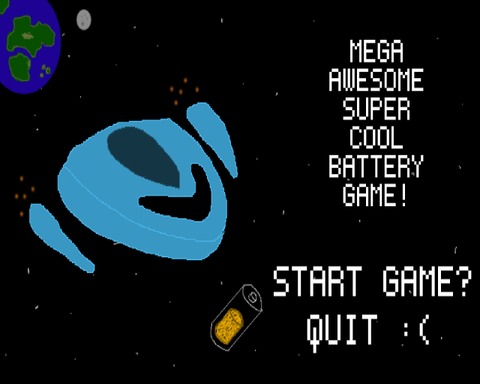 MEGA
AWESOME
SUPER
COOL
BATTERY
GAME!
START GAME?
QUIT :(